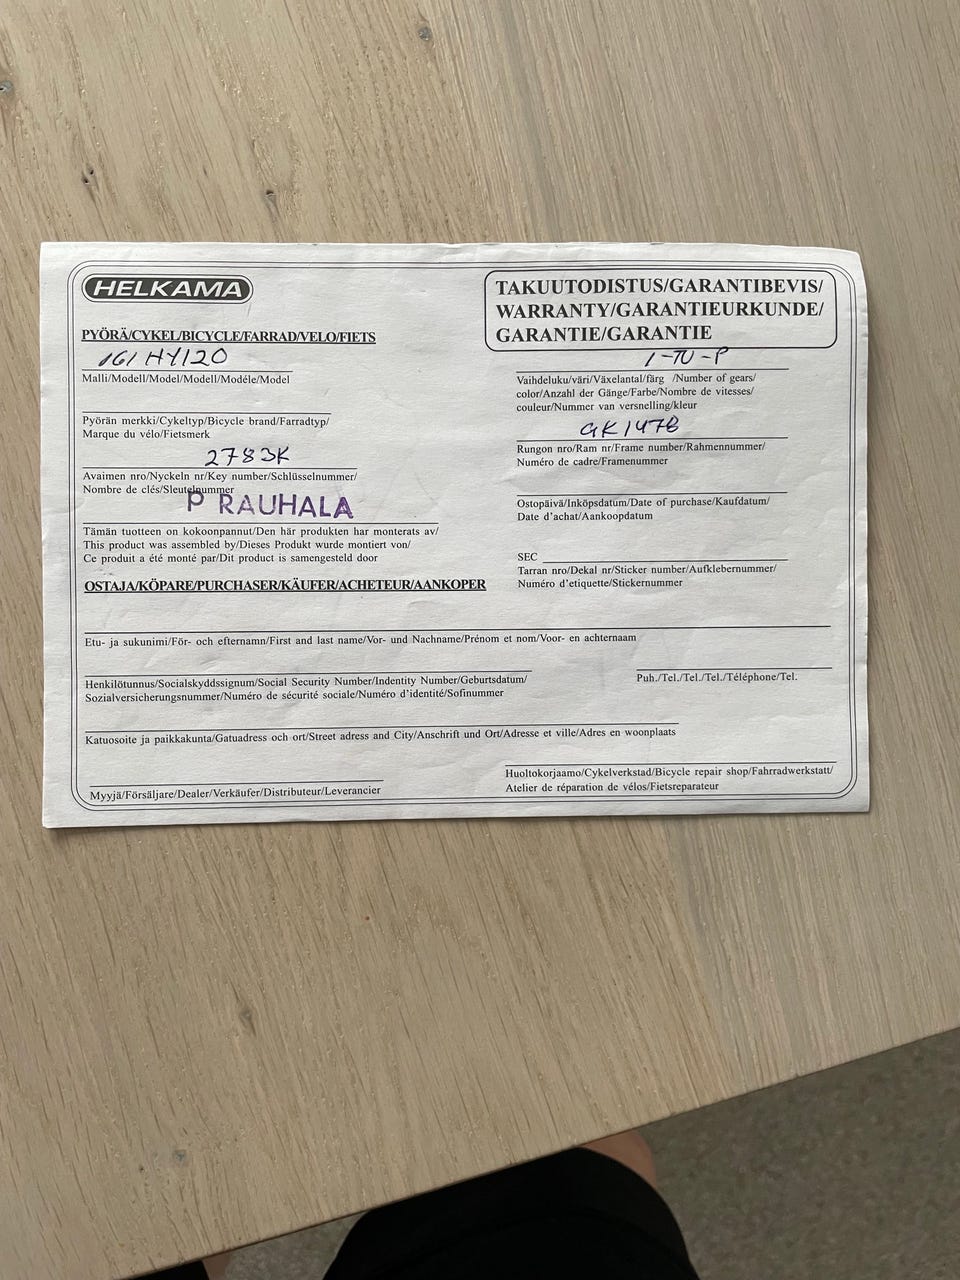 HELKAMA
TAKUUTODISTUS/GARANTIBEVIS/
WARRANTY/GARANTIEURKUNDE/
GARANTIE/GARANTIE
PYÖRÄ/CYKEL/BICYCLE/FARRAD/VELO/FIETS
161 HY120
Malli/Modell/Model/Modell/Modéle/Model
Pyörän merkki/Cykeltyp/Bicycle brand/Farradtyp/
Marque du vélo/Fietsmerk
2783K
Avaimen nro/Nyckeln nr/Key number/Schlüsselnummer/
Nombre de clés/Sleutelnummer
P RAUHALA
Tämän tuotteen on kokoonpannut/Den här produkten har monterats av/
This product was assembled by/Dieses Produkt wurde montiert von/
Ce produit a été monté par/Dit product is samengesteld door
1-TU-P
Vaihdeluku/väri/Växelantal/färg /Number of gears/
color/Anzahl der Gänge/Farbe/Nombre de vitesses/
couleur/Nummer van versnelling/kleur
GK1478
Rungon nro/Ram nr/Frame number/Rahmennummer/
Numéro de cadre/Framenummer
Ostopäivä/Inköpsdatum/Date of purchase/Kaufdatum/
Date d'achat/Aankoopdatum
SEC
Tarran nro/Dekal nr/Sticker number/Aufklebernummer/
Numéro d'etiquette/Stickernummer
OSTAJA/KÖPARE/PURCHASER/KÄUFER/ACHETEUR/AANKOPER
Etu- ja sukunimi/För- och efternamn/First and last name/Vor- und Nachname/Prénom et nom/Voor- en achternaam
Henkilötunnus/Socialskyddssignum/Social Security Number/Indentity Number/Geburtsdatum/
Sozialversicherungsnummer/Numéro de sécurité sociale/Numéro d'identité/Sofinummer
Puh./Tel./Tel./Tel./Téléphone/Tel.
Katuosoite ja paikkakunta/Gatuadress och ort/Street adress and City/Anschrift und Ort/Adresse et ville/Adres en woonplaats
Myyjä/Försäljare/Dealer/Verkäufer/Distributeur/Leverancier
Huoltokorjaamo/Cykelverkstad/Bicycle repair shop/Fahrradwerkstatt/
Atelier de réparation de vélos/Fietsreparateur